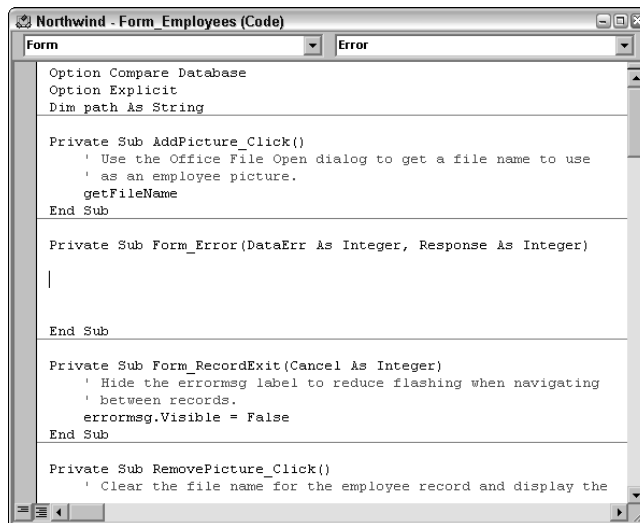 Northwind - Form_Employees (Code)
Form Error
Option Compare Database
Option Explicit
Dim path As String
Private Sub AddPicture_Click()
' Use the Office File Open dialog to get a file name to use
' as an employee picture.
getFileName
End Sub
Private Sub Form_Error(DataErr As Integer, Response As Integer)
End Sub
Private Sub Form_RecordExit(Cancel As Integer)
' Hide the errormsg label to reduce flashing when navigating
' between records.
errormsg.Visible = False
End Sub
Private Sub RemovePicture_Click()
' Clear the file name for the employee record and display the